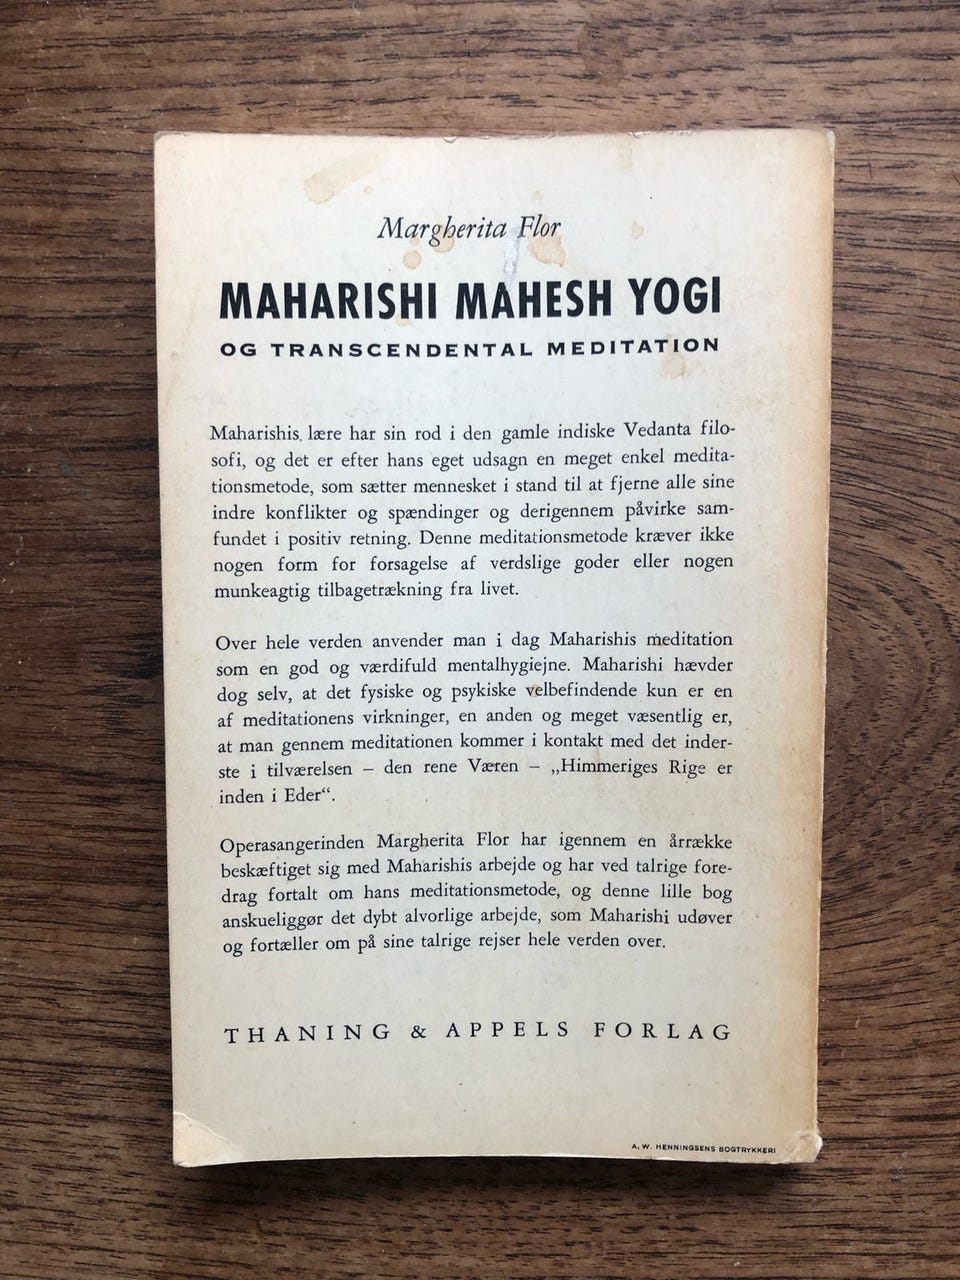 Margherita Flor
MAHARISHI MAHESH YOGI
OG TRANSCENDENTAL MEDITATION
Maharishis lære har sin rod i den gamle indiske Vedanta filo-
sofi, og det er efter hans eget udsagn en meget enkel medita-
tionsmetode, som sætter mennesket i stand til at fjerne alle sine
indre konflikter og spændinger og derigennem påvirke sam-
fundet i positiv retning. Denne meditationsmetode kræver ikke
nogen form for forsagelse af verdslige goder eller nogen
munkeagtig tilbagetrækning fra livet.
Over hele verden anvender man i dag Maharishis meditation
som en god og værdifuld mentalhygiejne. Maharishi hævder
dog selv, at det fysiske og psykiske velbefindende kun er en
af meditationens virkninger, en anden og meget væsentlig er,
at man gennem meditationen kommer i kontakt med det inder-
ste i tilværelsen – den rene Væren – „Himmeriges Rige er
inden i Eder“.
Operasangerinden Margherita Flor har igennem en årrække
beskæftiget sig med Maharishis arbejde og har ved talrige fore-
drag fortalt om hans meditationsmetode, og denne lille bog
anskueliggør det dybt alvorlige arbejde, som Maharishi udøver
og fortæller om på sine talrige rejser hele verden over.
THANING & APPELS FORLAG
A. W. HENNINGSENS BOGTRYKKERI